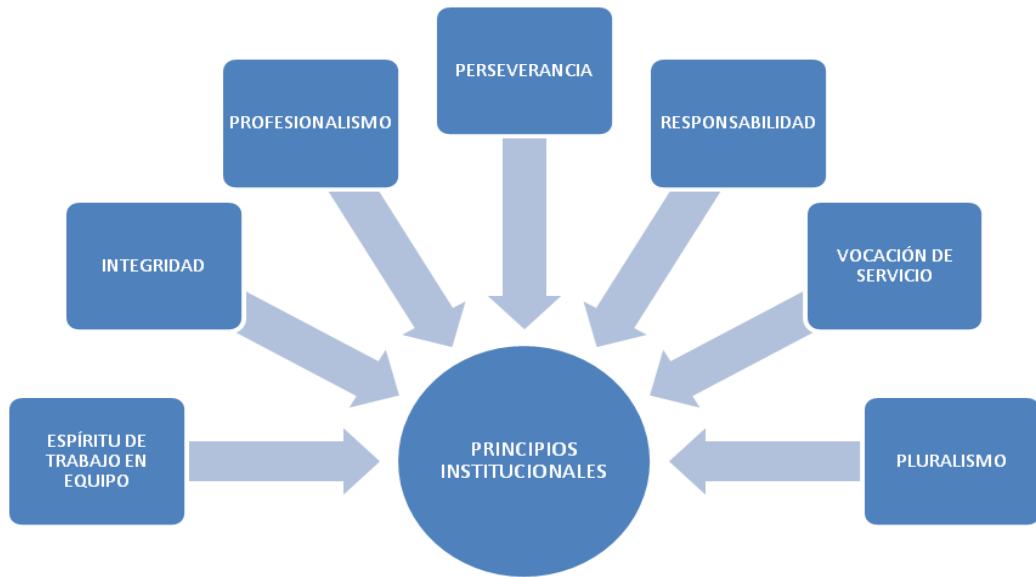 PERSEVERANCIA
PROFESIONALISMO
RESPONSABILIDAD
INTEGRIDAD
VOCACIÓN DE
SERVICIO
ESPÍRITU DE
TRABAJO EN
EQUIPO
PRINCIPIOS
INSTITUCIONALES
PLURALISMO